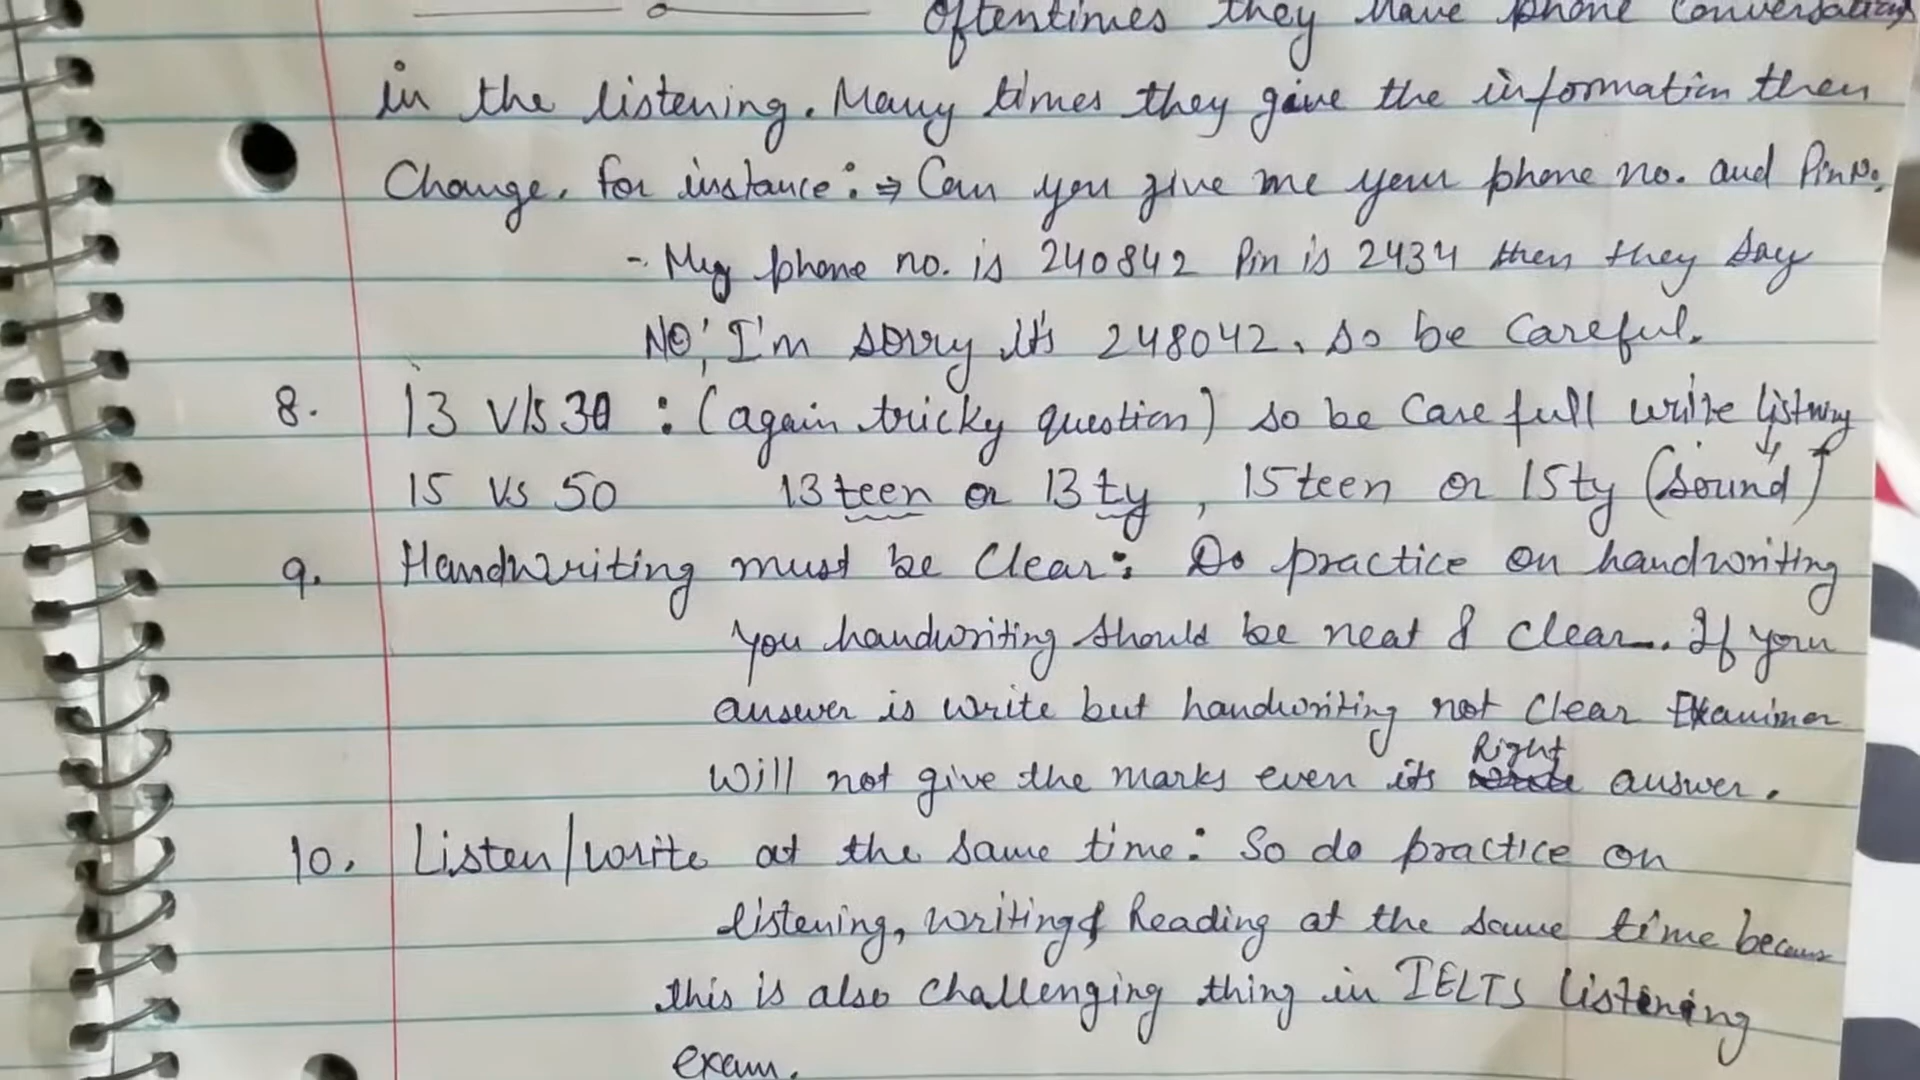 Oftentimes they have phone conversations
in the listening. Many times they give the information then
Change. for instance: ⇒ Can you give me your phone no. and Pin No.
- My phone no. is 240842 Pin is 2434 then they say
NO! I'm sorry it's 248042. so be careful.
8. 13 V/s 30 : (again tricky question) so be Care full write listning
15 vs 50 13teen or 13ty, 15teen or 15ty (sound)
9. Handwriting must be Clear: Do practice on handwriting
you handwriting should be neat & clear. If your
answer is write but handwriting not clear Examiner
Will not give the marks even its Right answer.
10. Listen/write at the same time: So do practice on
listening, writing & Reading at the same time because
this is also challenging thing in IELTS listening
exam.